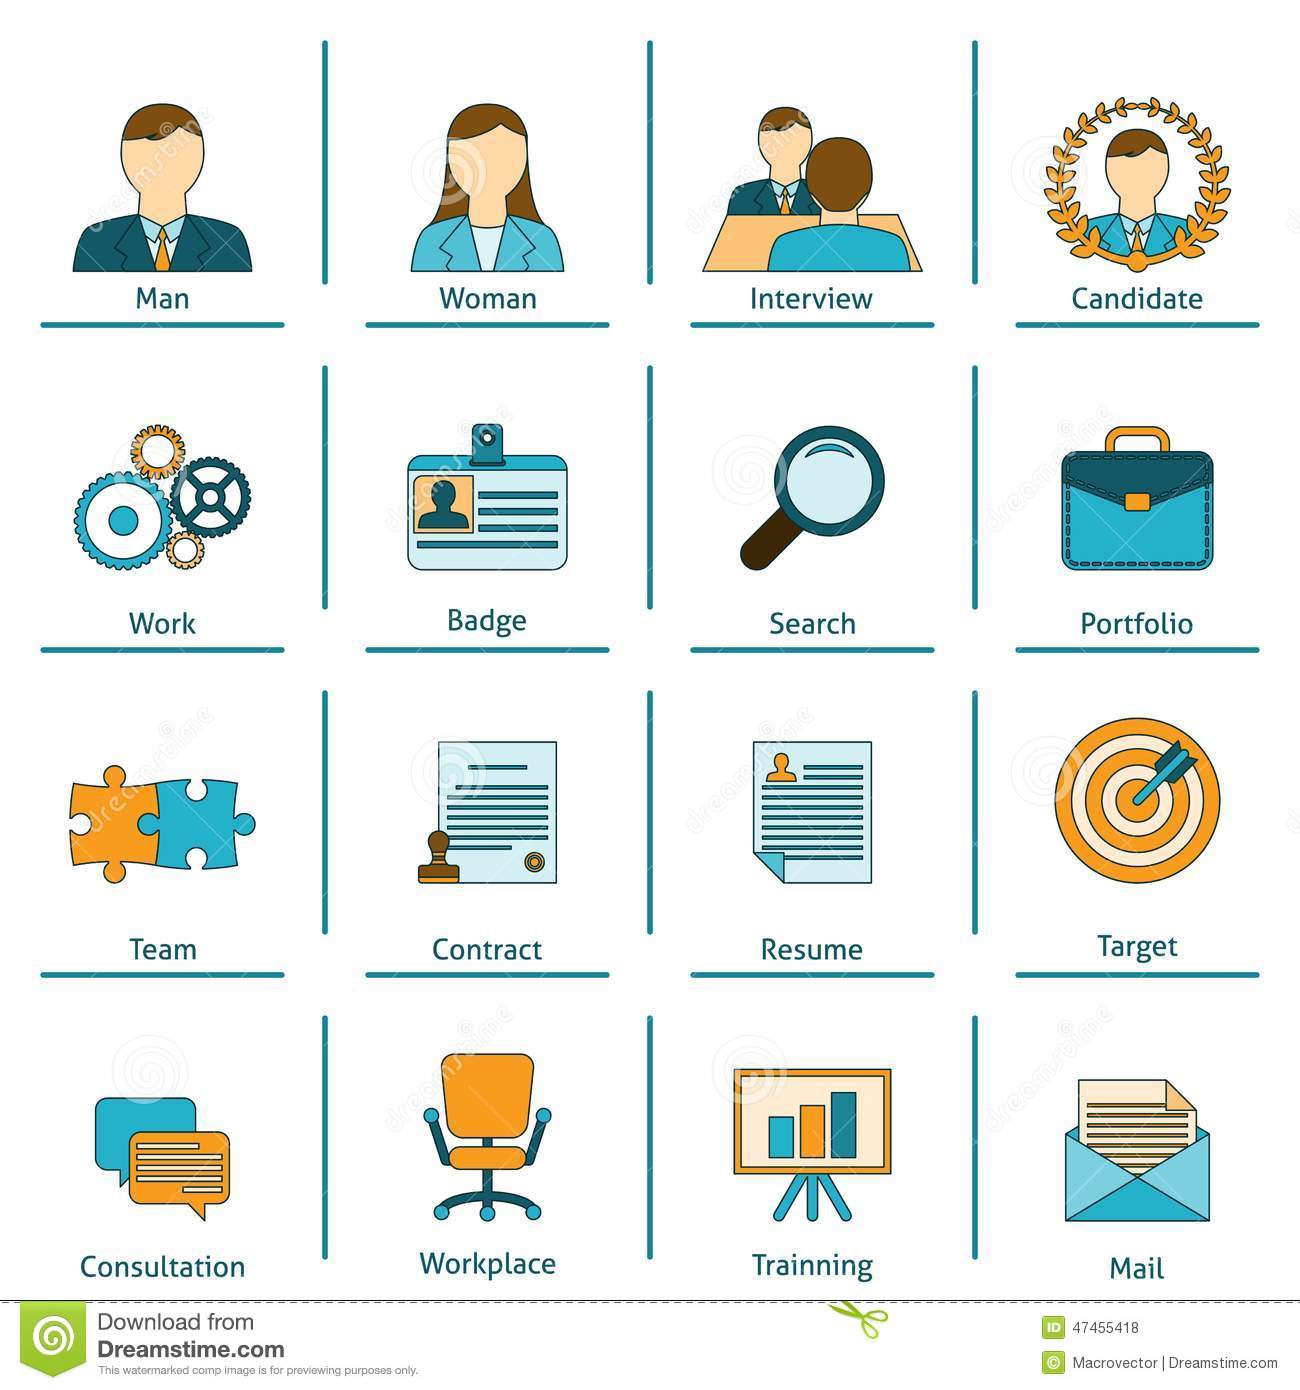 Man
Woman
Interview
Candidate
Work
Badge
Search
Portfolio
Team
Contract
Resume
Target
Consultation
Workplace
Trainning
Mail
Download from
Dreamstime.com
This watermarked comp image is for previewing purposes only.
ID 47455418
© Macrovector | Dreamstime.com
dreamstime